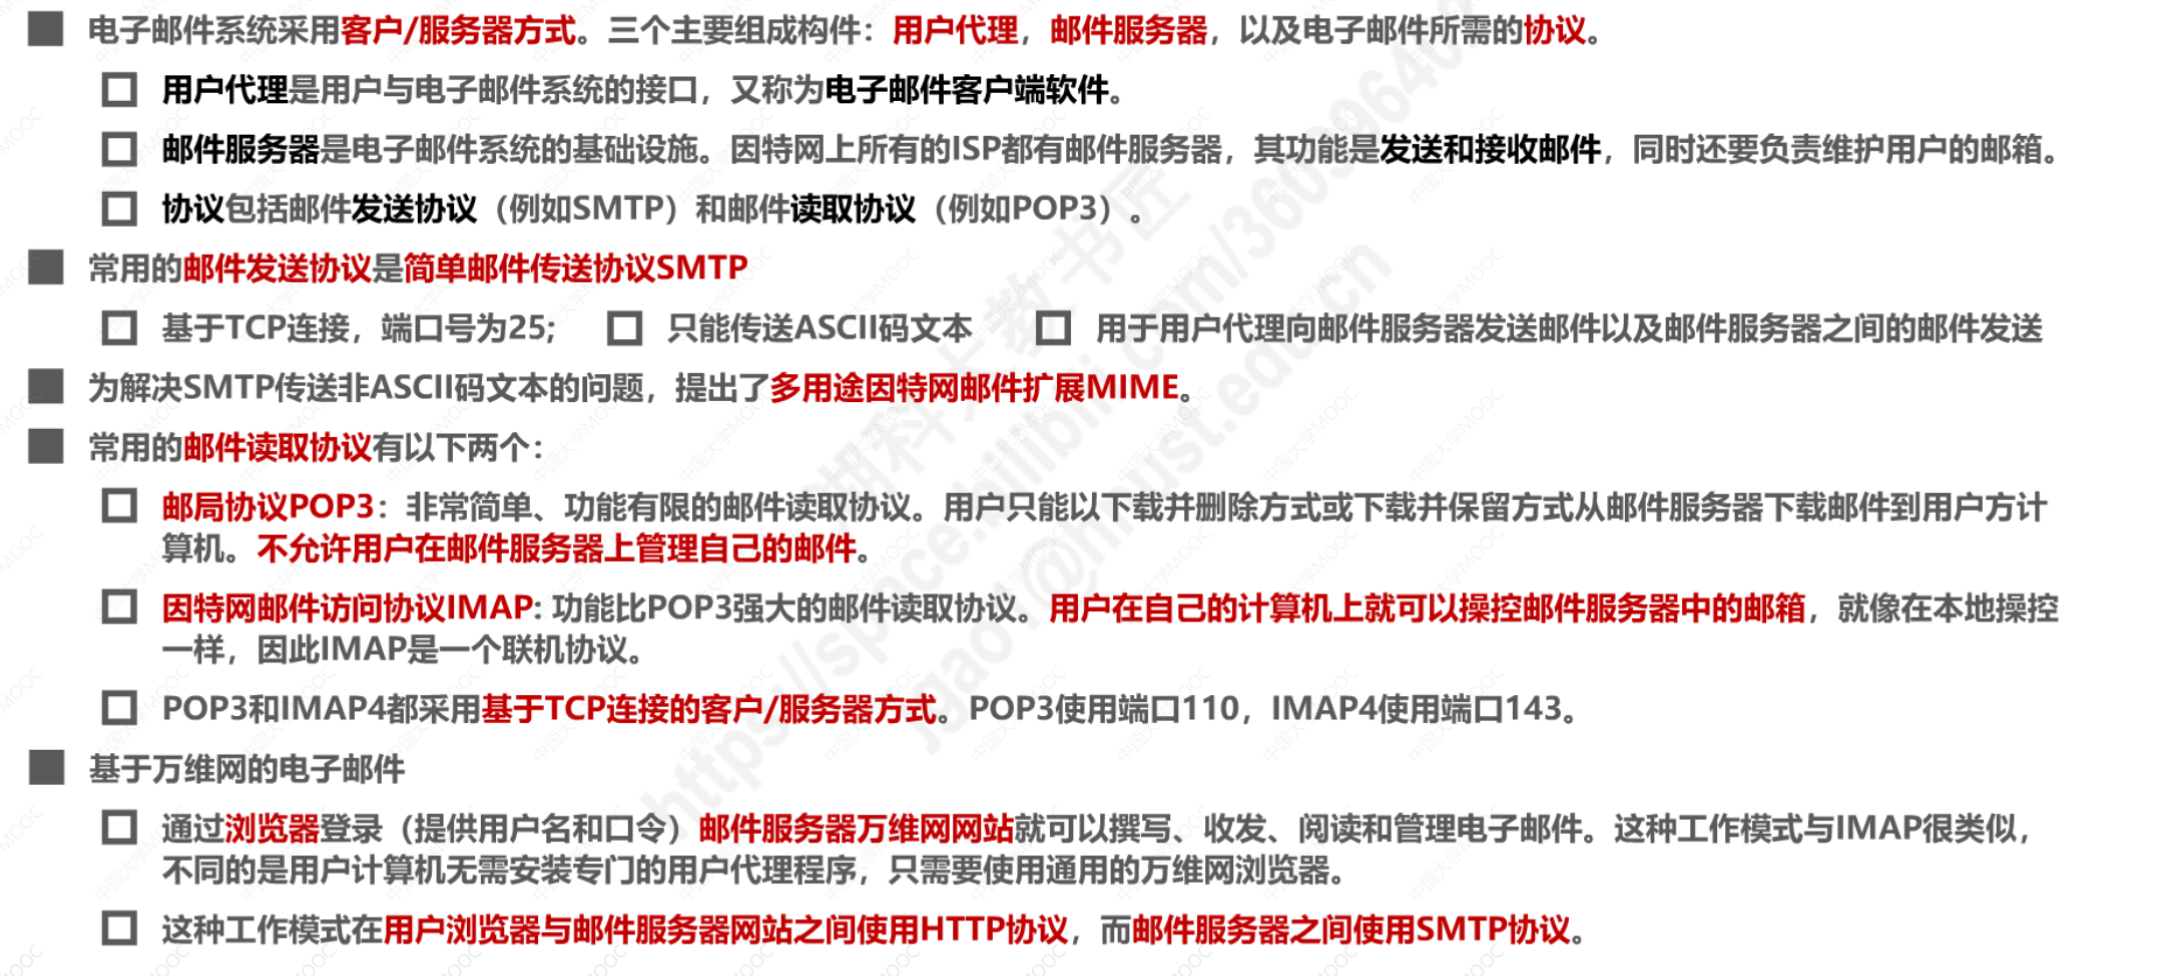 电子邮件系统采用客户/服务器方式。三个主要组成构件：用户代理，邮件服务器，以及电子邮件所需的协议。
用户代理是用户与电子邮件系统的接口，又称为电子邮件客户端软件。
邮件服务器是电子邮件系统的基础设施。因特网上所有的ISP都有邮件服务器，其功能是发送和接收邮件，同时还要负责维护用户的邮箱。
协议包括邮件发送协议（例如SMTP）和邮件读取协议（例如POP3）。
常用的邮件发送协议是简单邮件传送协议SMTP
基于TCP连接，端口号为25; 只能传送ASCII码文本 用于用户代理向邮件服务器发送邮件以及邮件服务器之间的邮件发送
为解决SMTP传送非ASCII码文本的问题，提出了多用途因特网邮件扩展MIME。
常用的邮件读取协议有以下两个：
邮局协议POP3：非常简单、功能有限的邮件读取协议。用户只能以下载并删除方式或下载并保留方式从邮件服务器下载邮件到用户方计
算机。不允许用户在邮件服务器上管理自己的邮件。
因特网邮件访问协议IMAP: 功能比POP3强大的邮件读取协议。用户在自己的计算机上就可以操控邮件服务器中的邮箱，就像在本地操控
一样，因此IMAP是一个联机协议。
POP3和IMAP4都采用基于TCP连接的客户/服务器方式。POP3使用端口110，IMAP4使用端口143。
基于万维网的电子邮件
通过浏览器登录（提供用户名和口令）邮件服务器万维网网站就可以撰写、收发、阅读和管理电子邮件。这种工作模式与IMAP很类似，
不同的是用户计算机无需安装专门的用户代理程序，只需要使用通用的万维网浏览器。
这种工作模式在用户浏览器与邮件服务器网站之间使用HTTP协议，而邮件服务器之间使用SMTP协议。